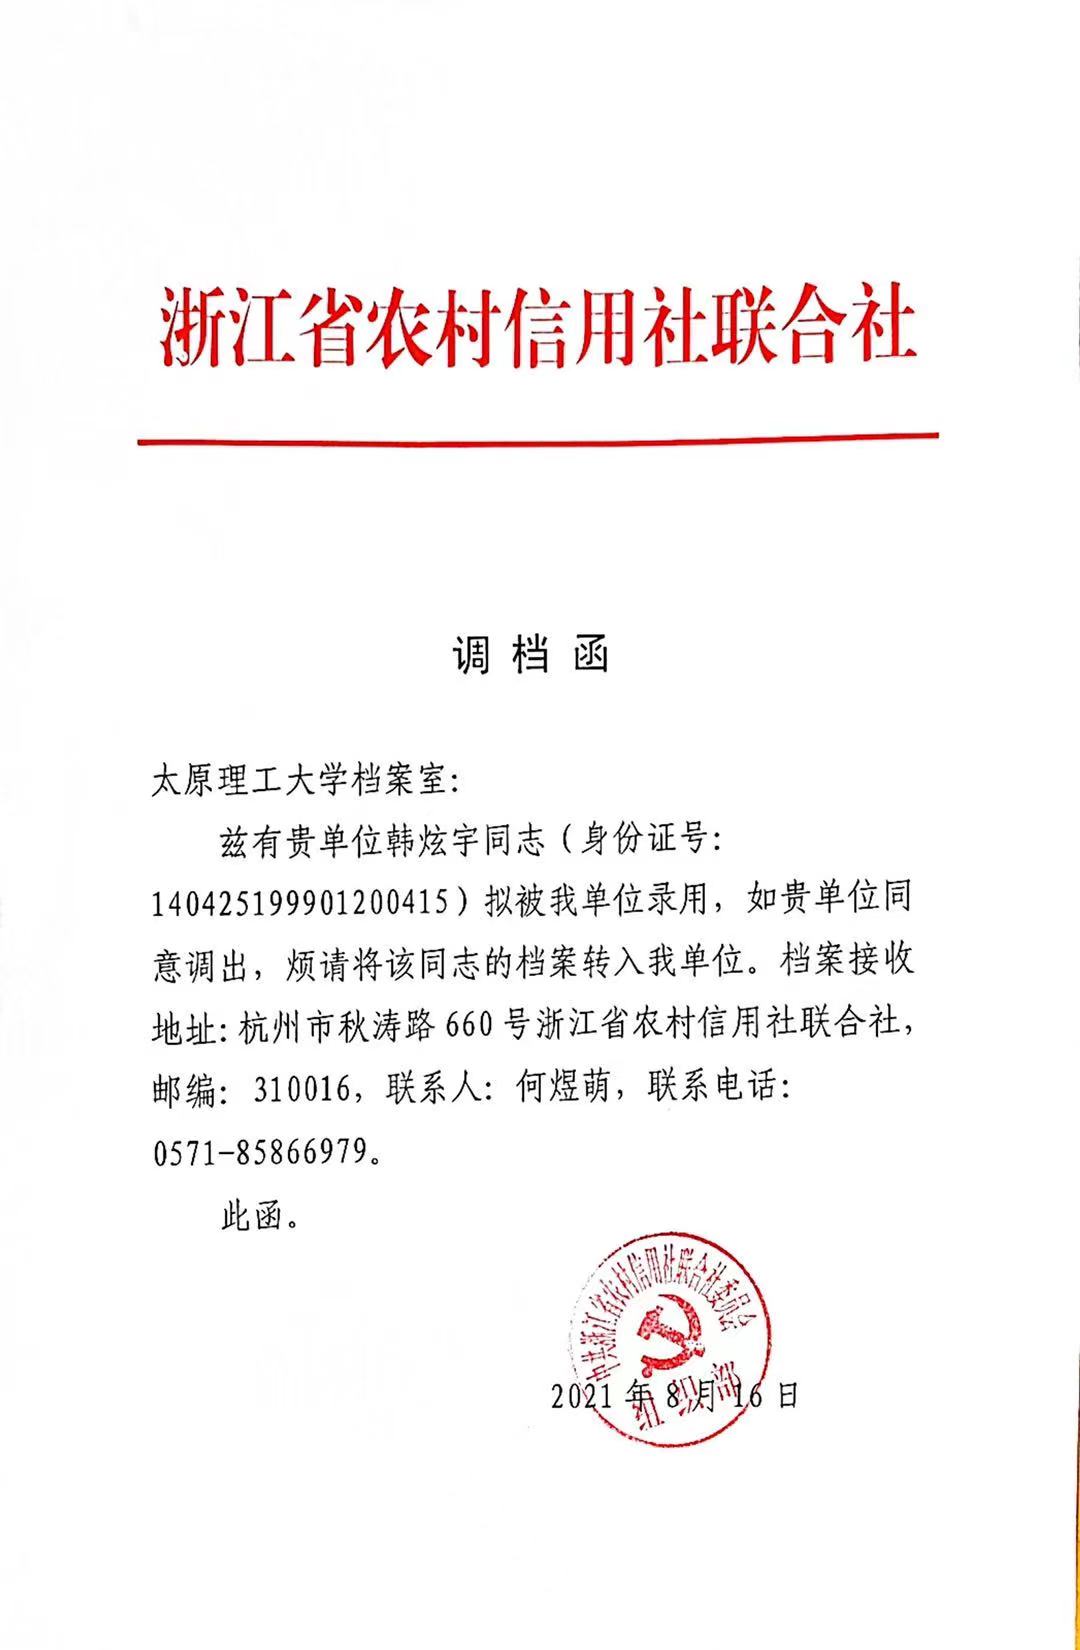 浙江省农村信用社联合社
调档函
太原理工大学档案室：
兹有贵单位韩炫宇同志（身份证号：
140425199901200415）拟被我单位录用，如贵单位同
意调出，烦请将该同志的档案转入我单位。档案接收
地址：杭州市秋涛路660号浙江省农村信用社联合社，
邮编：310016，联系人：何煜萌，联系电话：
0571-85866979。
此函。
中共浙江省农村信用社联合社委员会
组织部
2021年8月16日